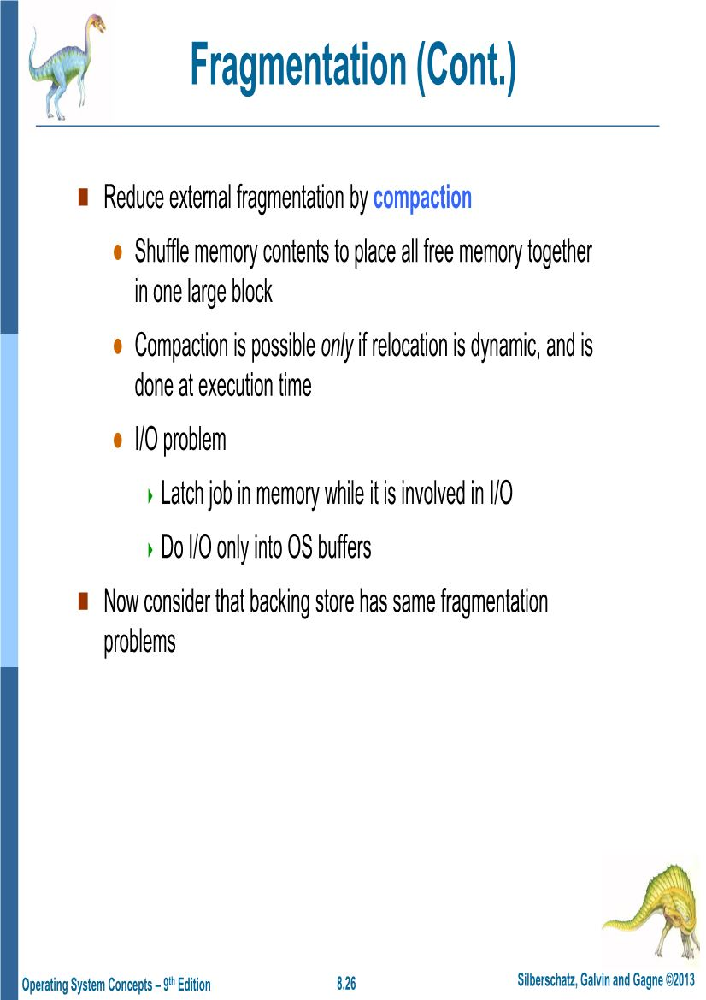 Fragmentation (Cont.)
Reduce external fragmentation by compaction
Shuffle memory contents to place all free memory together
in one large block
Compaction is possible only if relocation is dynamic, and is
done at execution time
I/O problem
Latch job in memory while it is involved in I/O
Do I/O only into OS buffers
Now consider that backing store has same fragmentation
problems
Operating System Concepts – 9th Edition
8.26
Silberschatz, Galvin and Gagne ©2013